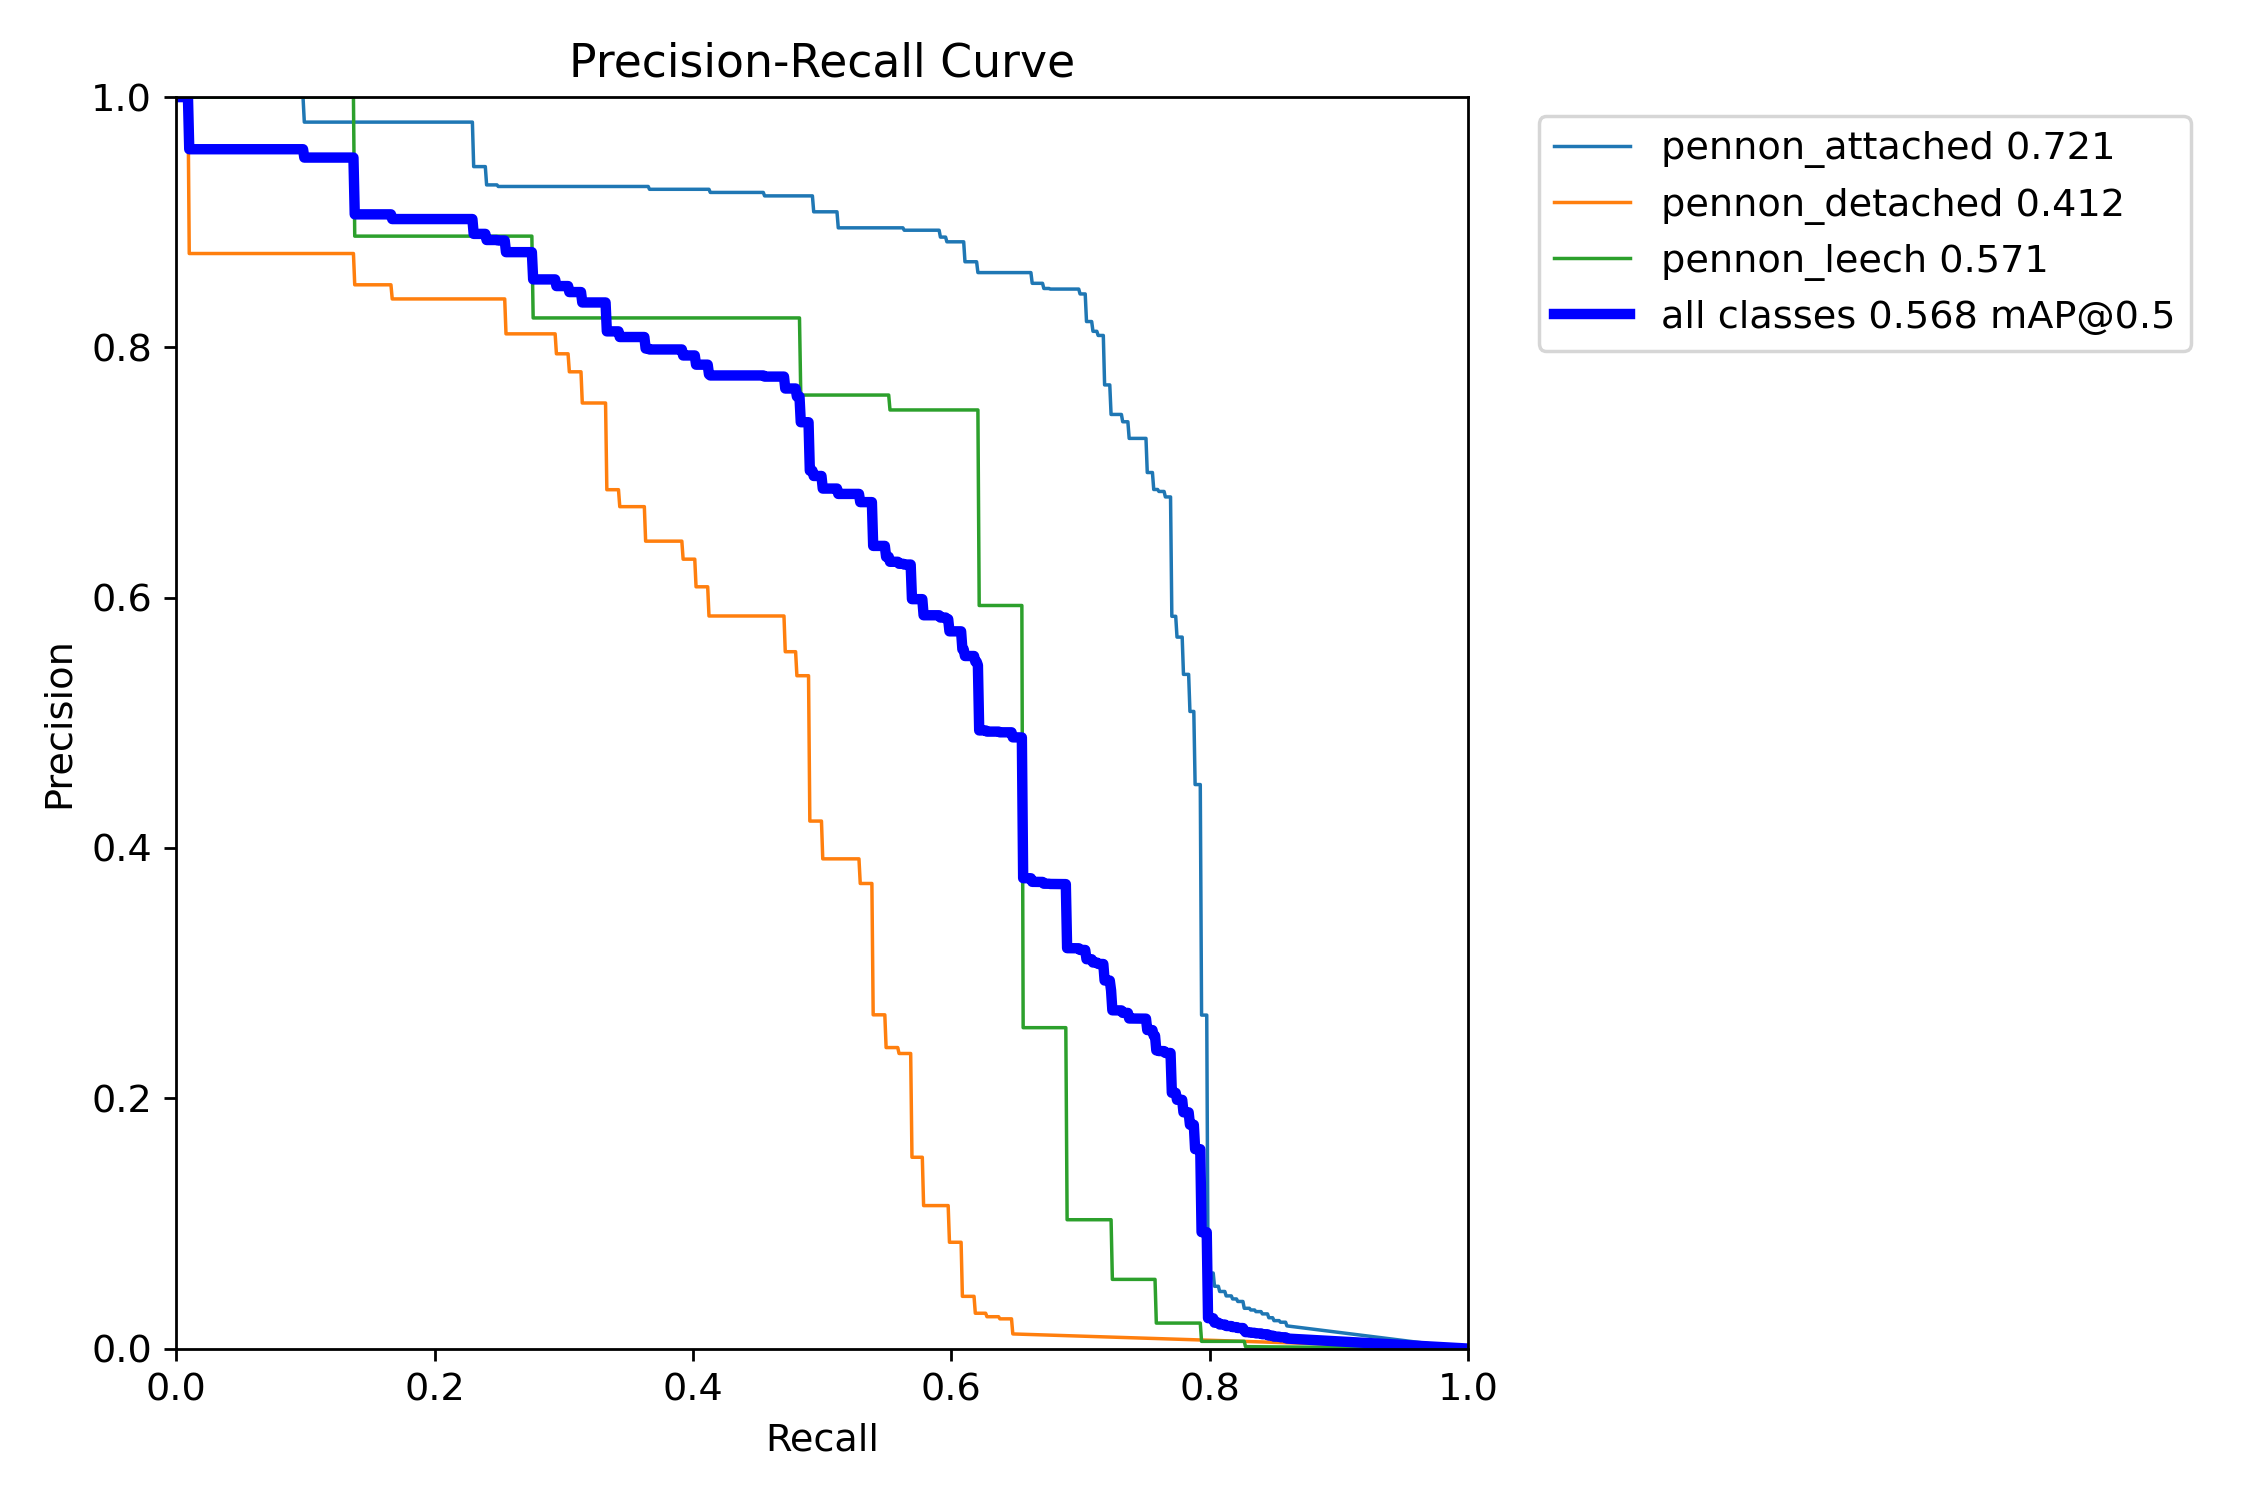 Precision-Recall Curve
1.0
0.8
0.6
0.4
0.2
0.0
Precision
0.0 0.2 0.4 0.6 0.8 1.0
Recall
pennon_attached 0.721
pennon_detached 0.412
pennon_leech 0.571
all classes 0.568 mAP@0.5